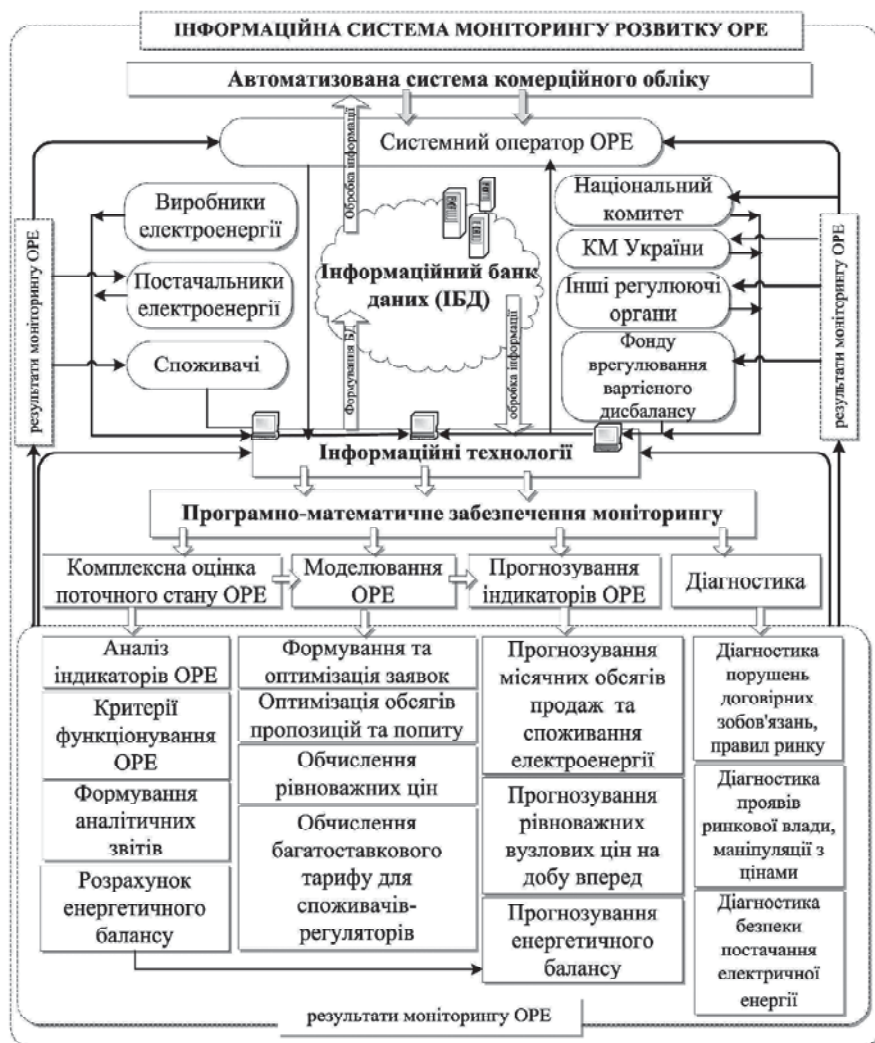 ІНФОРМАЦІЙНА СИСТЕМА МОНІТОРИНГУ РОЗВИТКУ ОРЕ
Автоматизована система комерційного обліку
Обробка інформації
Системний оператор ОРЕ
Виробники
електроенергії
Постачальники
електроенергії
Споживачі
результати моніторингу ОРЕ
Інформаційний банк
даних (ІБД)
Формування БД
обробка інформації
Національний
комитет
КМ України
Інші регулюючі
органи
Фонду
врегулювання
вартісного
дисбалансу
результати моніторингу ОРЕ
Інформаційні технології
Програмно-математичне забезпечення моніторингу
Комплексна оцінка
поточного стану ОРЕ
Моделювання
ОРЕ
Прогнозування
індикаторів ОРЕ
Діагностика
Аналіз
індикаторів ОРЕ
Критерії
функціонування
ОРЕ
Формування
аналітичних
звітів
Розрахунок
енергетичного
балансу
Формування та
оптимізація заявок
Оптимізація обсягів
пропозицій та попиту
Обчислення
рівноважних цін
Обчислення
багатоставкового
тарифу для
споживачів-
регуляторів
Прогнозування
місячних обсягів
продаж та
споживання
електроенергії
Прогнозування
рівноважних
вузлових цін на
добу вперед
Прогнозування
енергетичного
балансу
Діагностика
порушень
договірних
зобов'язань,
правил ринку
Діагностика
проявів
ринкової влади,
маніпуляції з
цінами
Діагностика
безпеки
постачання
електричної
енергії
результати моніторингу ОРЕ